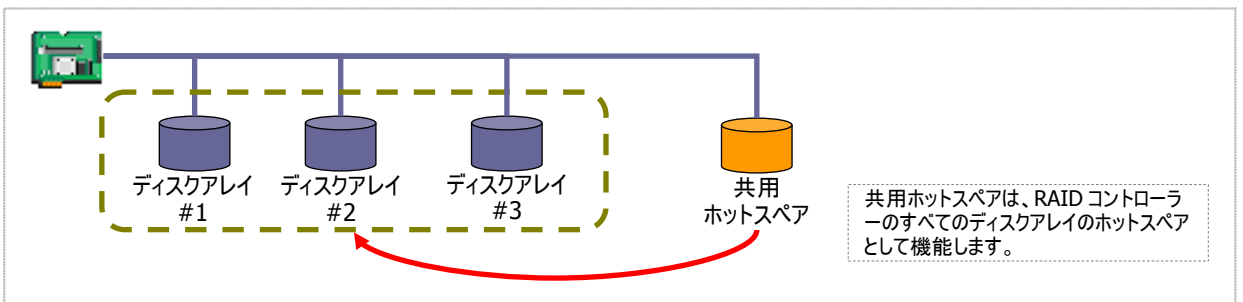 ディスクアレイ
#1
ディスクアレイ
#2
ディスクアレイ
#3
共用
ホットスペア
共用ホットスペアは、RAID コントローラ
ーのすべてのディスクアレイのホットスペア
として機能します。